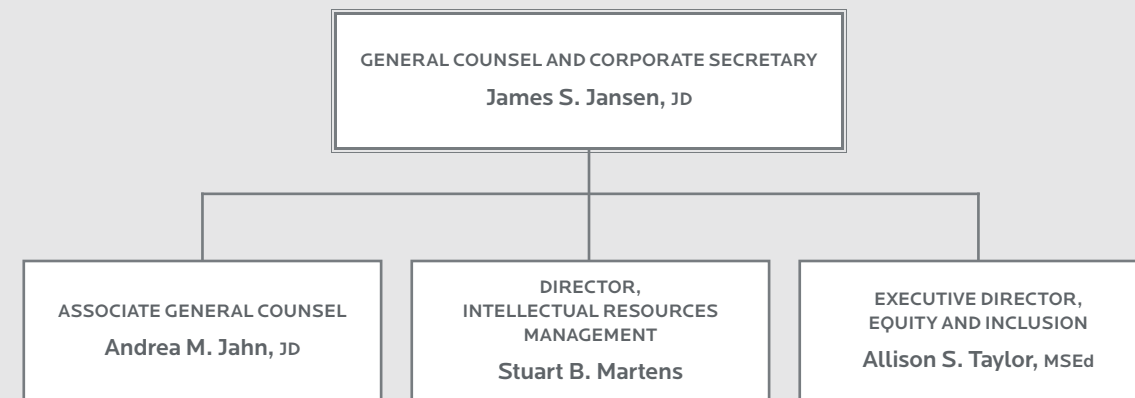 GENERAL COUNSEL AND CORPORATE SECRETARY
James S. Jansen, JD
ASSOCIATE GENERAL COUNSEL
Andrea M. Jahn, JD
DIRECTOR,
INTELLECTUAL RESOURCES
MANAGEMENT
Stuart B. Martens
EXECUTIVE DIRECTOR,
EQUITY AND INCLUSION
Allison S. Taylor, MSEd